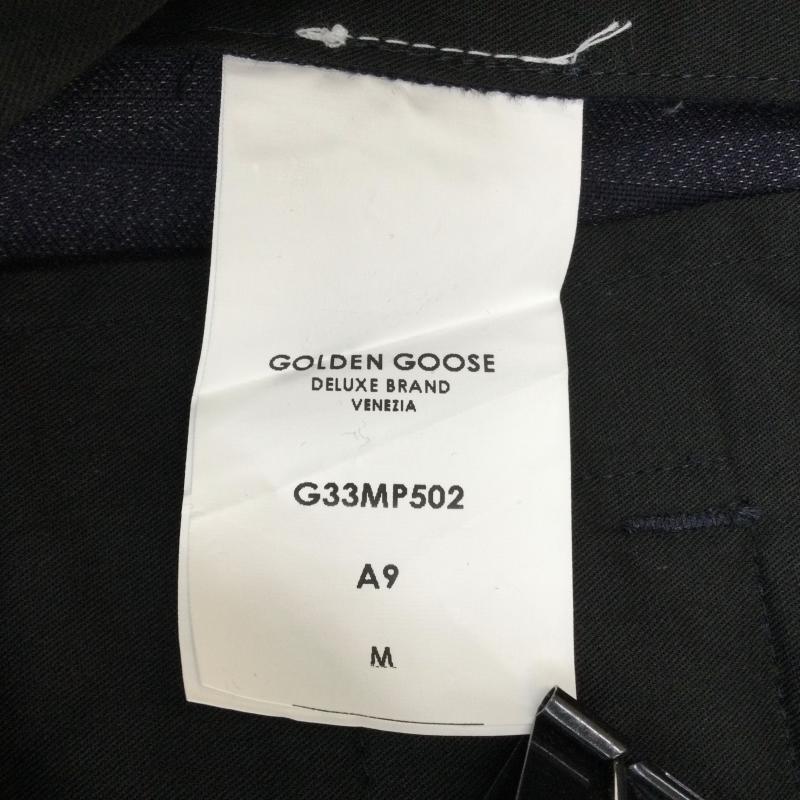 GOLDEN GOOSE
DELUXE BRAND
VENEZIA
G33MP502
A9
M